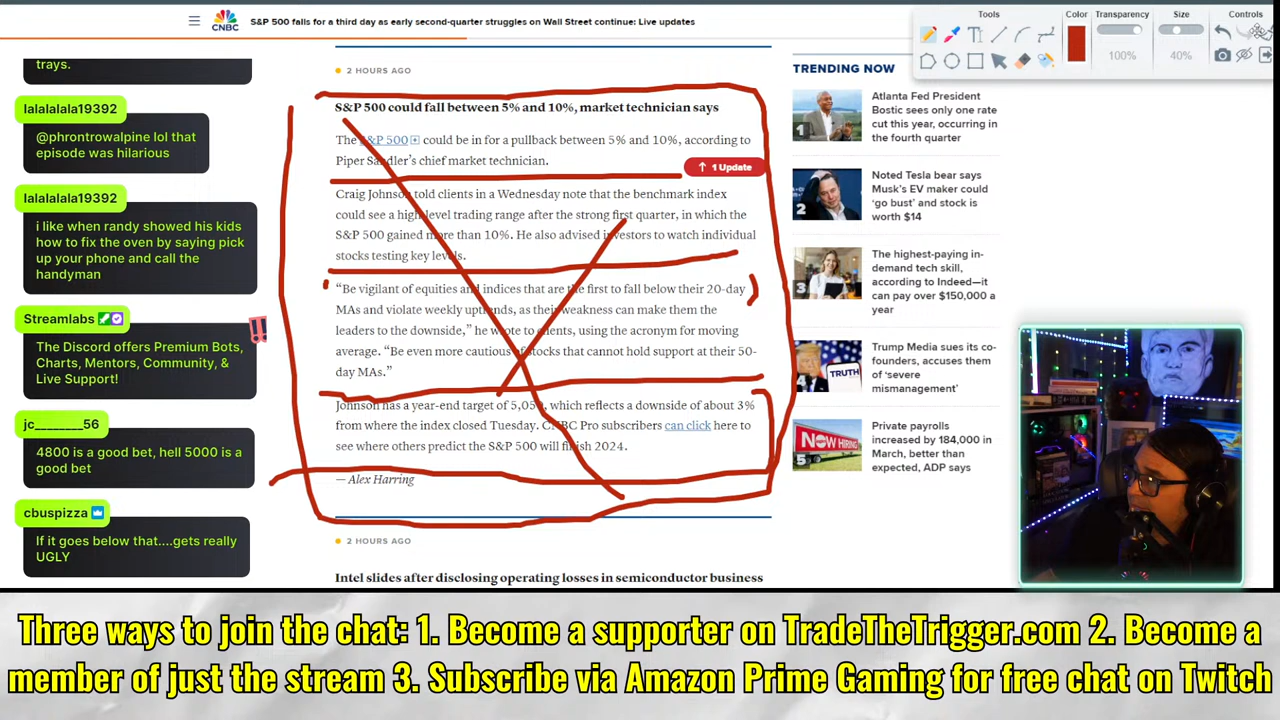 CNBC
S&P 500 falls for a third day as early second-quarter struggles on Wall Street continue: Live updates
Tools
Color
Transparency
Size
Controls
100%
40%
trays.
lalalalala19392
@phrontrowalpine lol that
episode was hilarious
lalalalala19392
i like when randy showed his kids
how to fix the oven by saying pick
up your phone and call the
handyman
Streamlabs
The Discord offers Premium Bots,
Charts, Mentors, Community, &
Live Support!
jc________56
4800 is a good bet, hell 5000 is a
good bet
cbuspizza
If it goes below that....gets really
UGLY
2 HOURS AGO
S&P 500 could fall between 5% and 10%, market technician says
The S&P 500 could be in for a pullback between 5% and 10%, according to
Piper Sandler’s chief market technician.
1 Update
Craig Johnson told clients in a Wednesday note that the benchmark index
could see a high-level trading range after the strong first quarter, in which the
S&P 500 gained more than 10%. He also advised investors to watch individual
stocks testing key levels.
“Be vigilant of equities and indices that are the first to fall below their 20-day
MAs and violate weekly uptrends, as their weakness can make them the
leaders to the downside,” he wrote to clients, using the acronym for moving
average. “Be even more cautious of stocks that cannot hold support at their 50-
day MAs.”
Johnson has a year-end target of 5,050, which reflects a downside of about 3%
from where the index closed Tuesday. CNBC Pro subscribers can click here to
see where others predict the S&P 500 will finish 2024.
— Alex Harring
2 HOURS AGO
Intel slides after disclosing operating losses in semiconductor business
TRENDING NOW
1
Atlanta Fed President
Bostic sees only one rate
cut this year, occurring in
the fourth quarter
2
Noted Tesla bear says
Musk’s EV maker could
‘go bust’ and stock is
worth $14
3
The highest-paying in-
demand tech skill,
according to Indeed—it
can pay over $150,000 a
year
4
TRUTH
Trump Media sues its co-
founders, accuses them
of ‘severe
mismanagement’
5
NOW HIRING
Private payrolls
increased by 184,000 in
March, better than
expected, ADP says
Three ways to join the chat: 1. Become a supporter on TradeTheTrigger.com 2. Become a
member of just the stream 3. Subscribe via Amazon Prime Gaming for free chat on Twitch